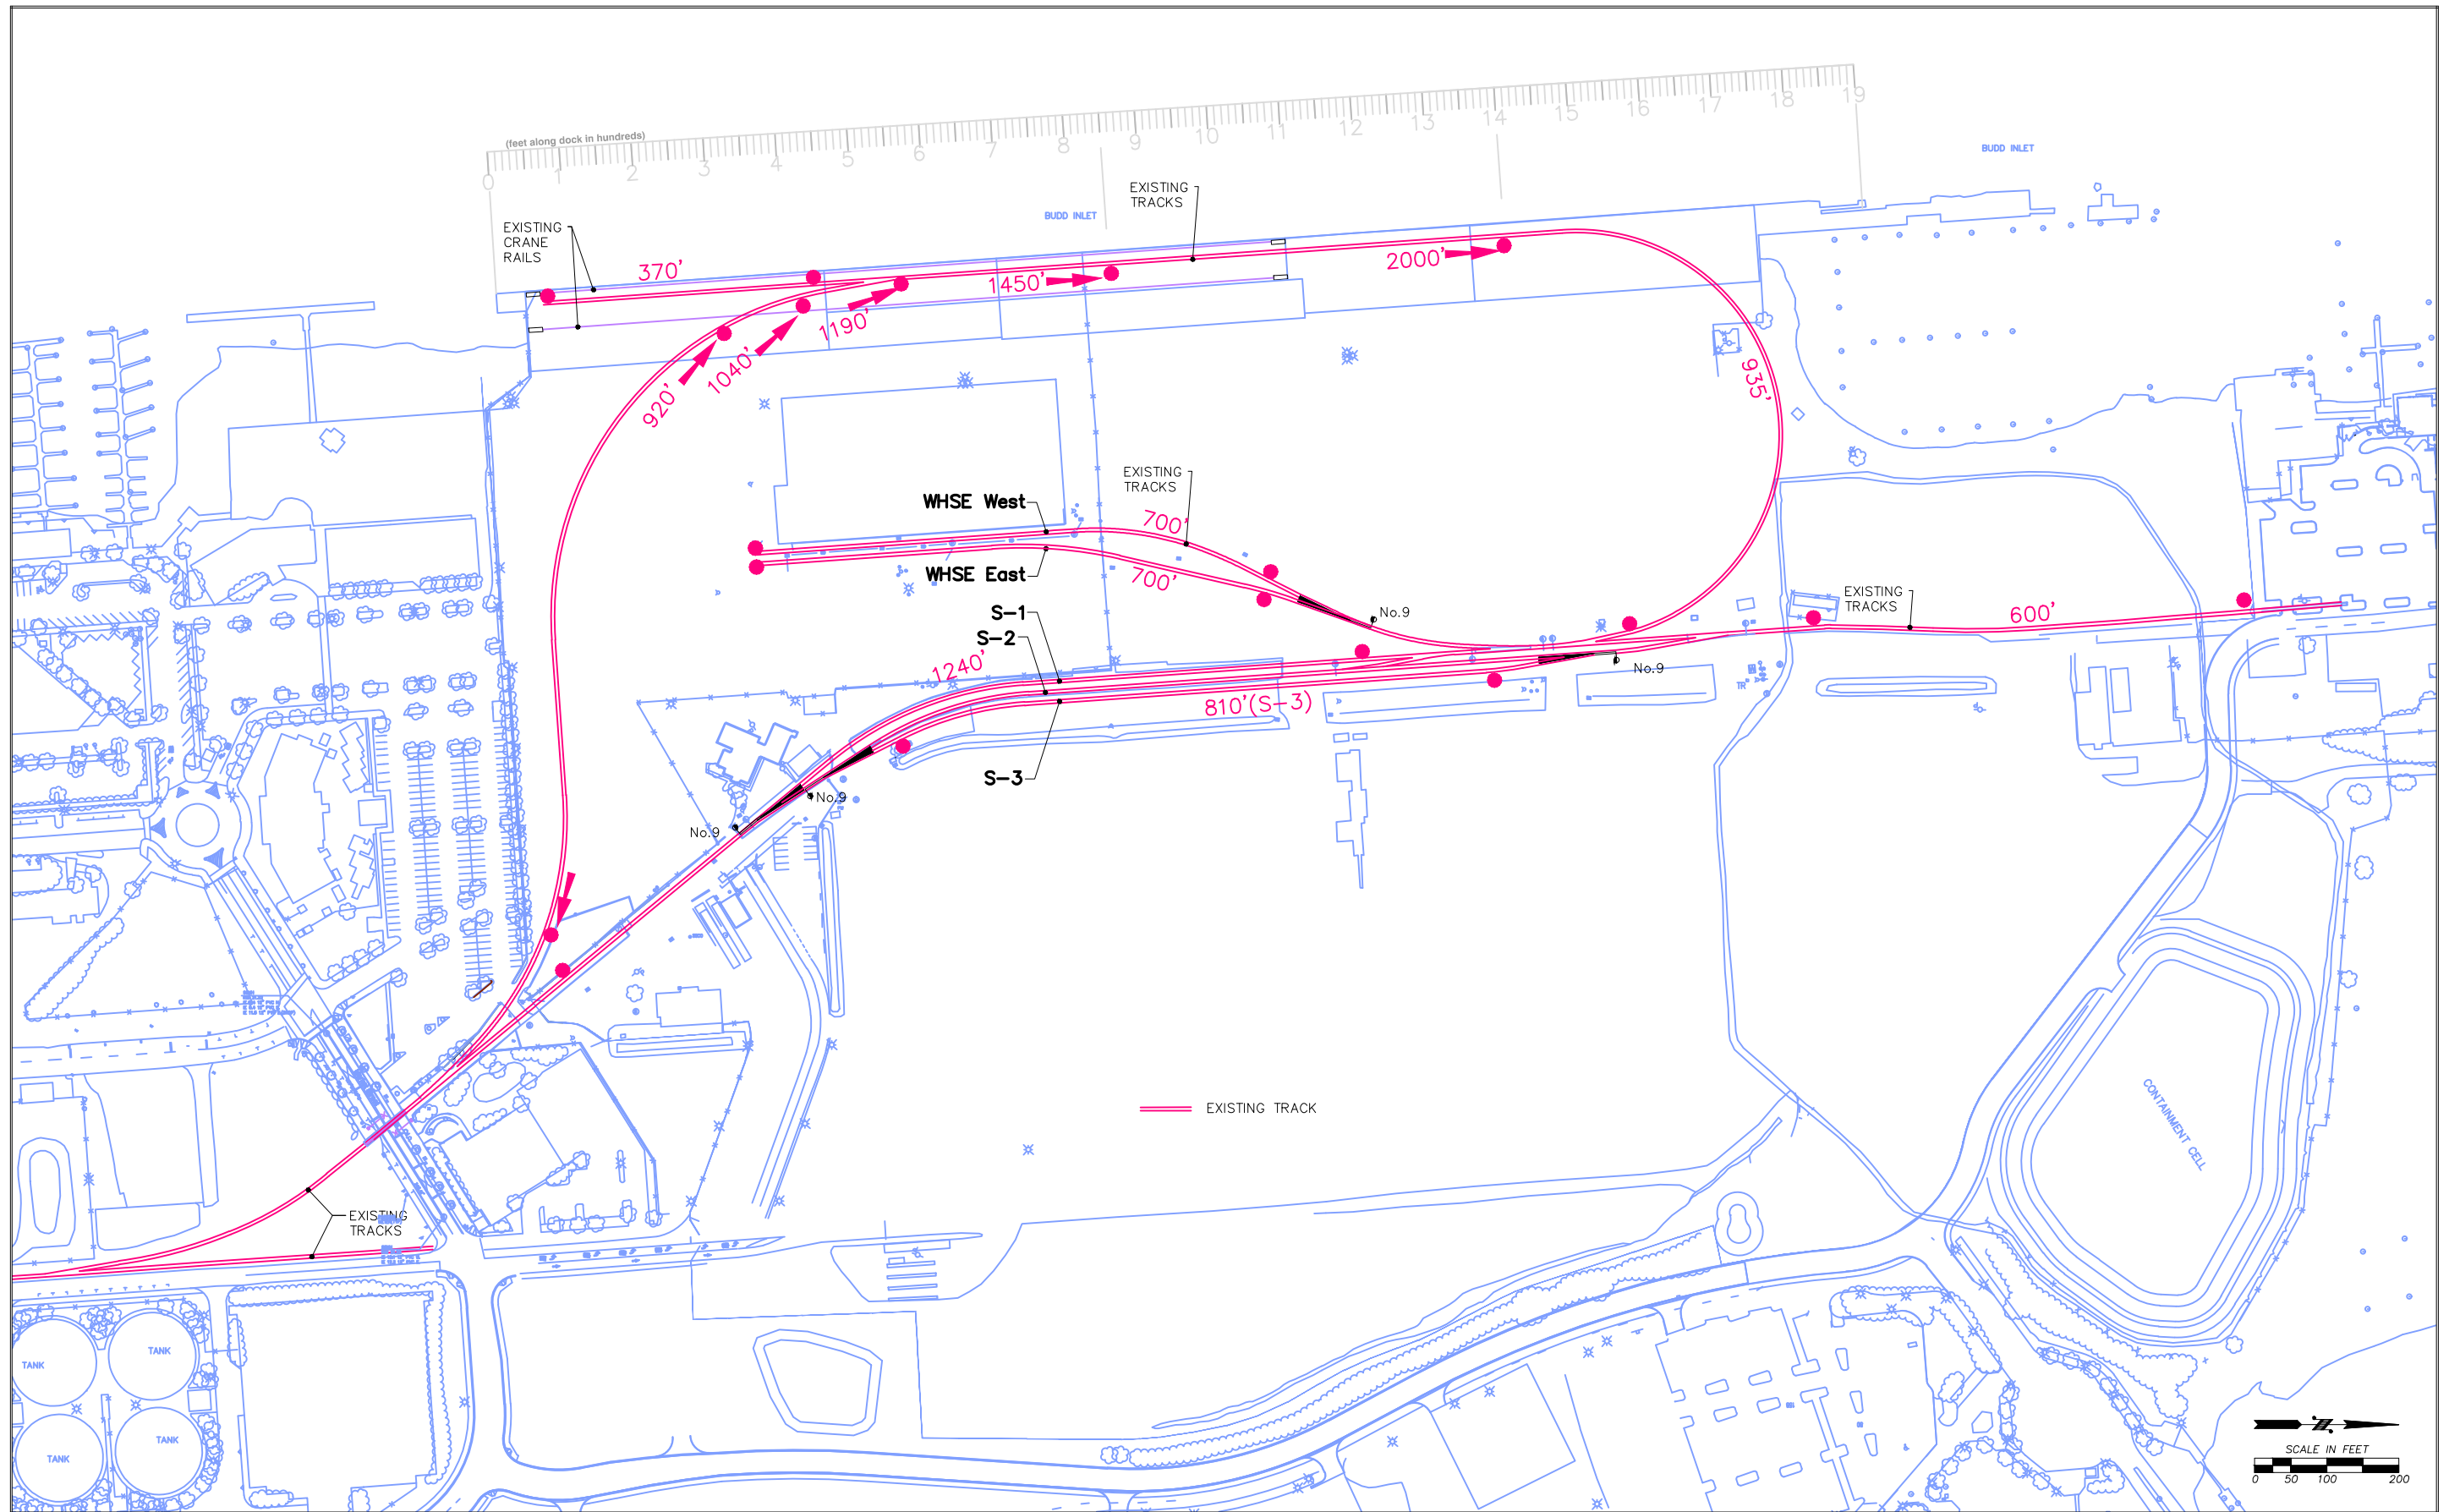 (feet along dock in hundreds)
0 1 2 3 4 5 6 7 8 9 10 11 12 13 14 15 16 17 18 19
BUDD INLET
BUDD INLET
EXISTING
TRACKS
EXISTING
CRANE
RAILS
370'
1450'
2000'
1190'
1040'
920'
935'
EXISTING
TRACKS
WHSE West
700'
WHSE East
700'
S-1
S-2
1240'
No.9
EXISTING
TRACKS
600'
No.9
TR
810'(S-3)
S-3
No.9
No.9
EXISTING TRACK
CONTAINMENT CELL
EXISTING
TRACKS
TANK
TANK
TANK
TANK
N
SCALE IN FEET
0 50 100 200